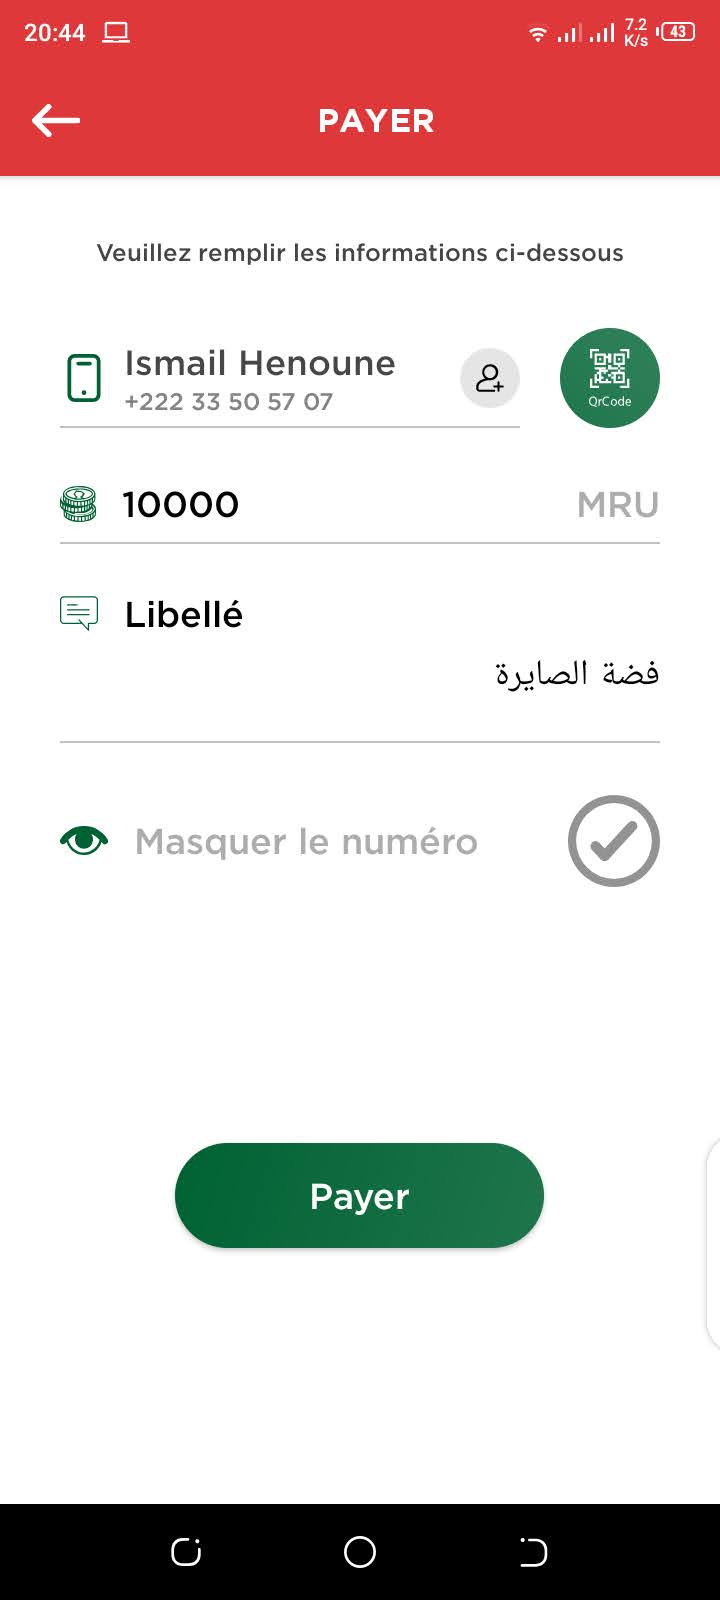 20:44
7.2
K/s
43
PAYER
Veuillez remplir les informations ci-dessous
Ismail Henoune
+222 33 50 57 07
QrCode
10000 MRU
Libellé
فضة الصايرة
Masquer le numéro
Payer